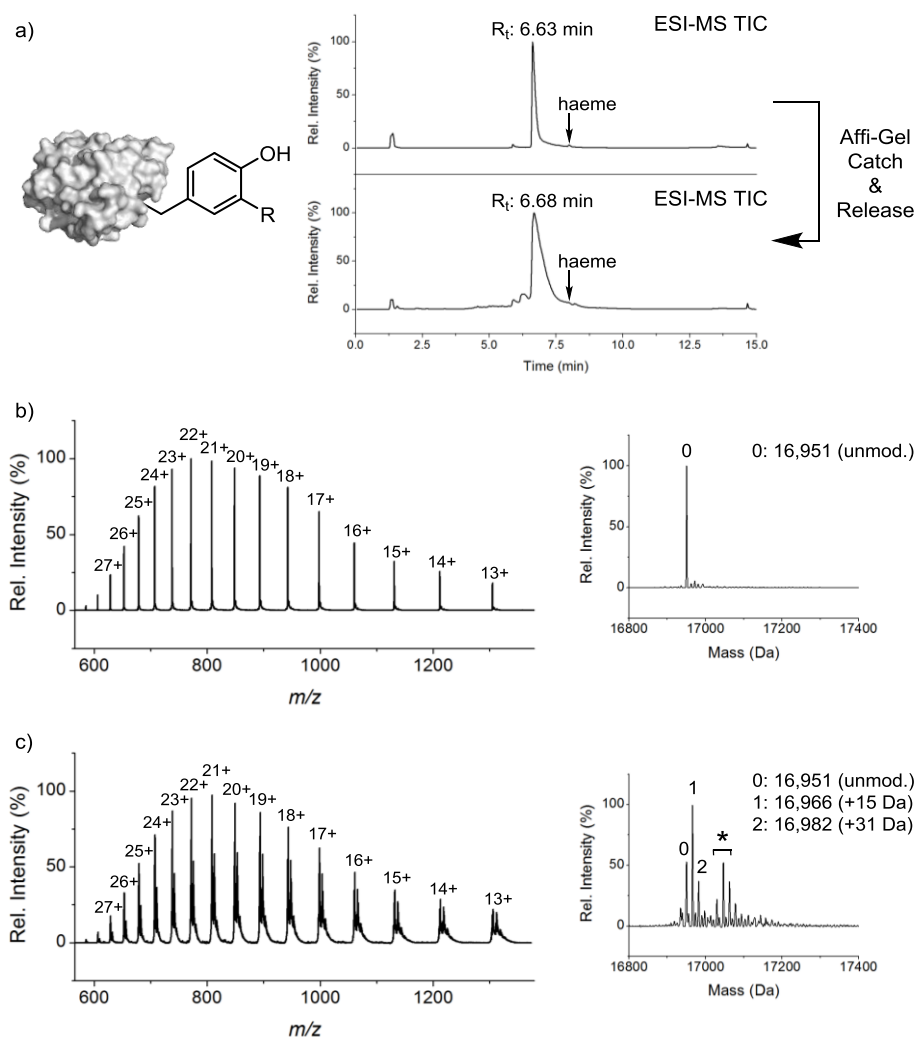 a)
OH
R
Rel. Intensity (%)
100
50
0
Rt: 6.63 min
ESI-MS TIC
haeme
Rel. Intensity (%)
100
50
0
Rt: 6.68 min
ESI-MS TIC
haeme
0.0 2.5 5.0 7.5 10.0 12.5 15.0
Time (min)
Affi-Gel
Catch
&
Release
b)
Rel. Intensity (%)
100
50
0
27+ 26+ 25+ 24+ 23+ 22+ 21+ 20+ 19+ 18+ 17+ 16+ 15+ 14+ 13+
600 800 1000 1200
m/z
Rel. Intensity (%)
100
50
0
0
0: 16,951 (unmod.)
16800 17000 17200 17400
Mass (Da)
c)
Rel. Intensity (%)
100
50
0
27+ 26+ 25+ 24+ 23+ 22+ 21+ 20+ 19+ 18+ 17+ 16+ 15+ 14+ 13+
600 800 1000 1200
m/z
Rel. Intensity (%)
100
50
0
0 1 2 *
0: 16,951 (unmod.)
1: 16,966 (+15 Da)
2: 16,982 (+31 Da)
16800 17000 17200 17400
Mass (Da)